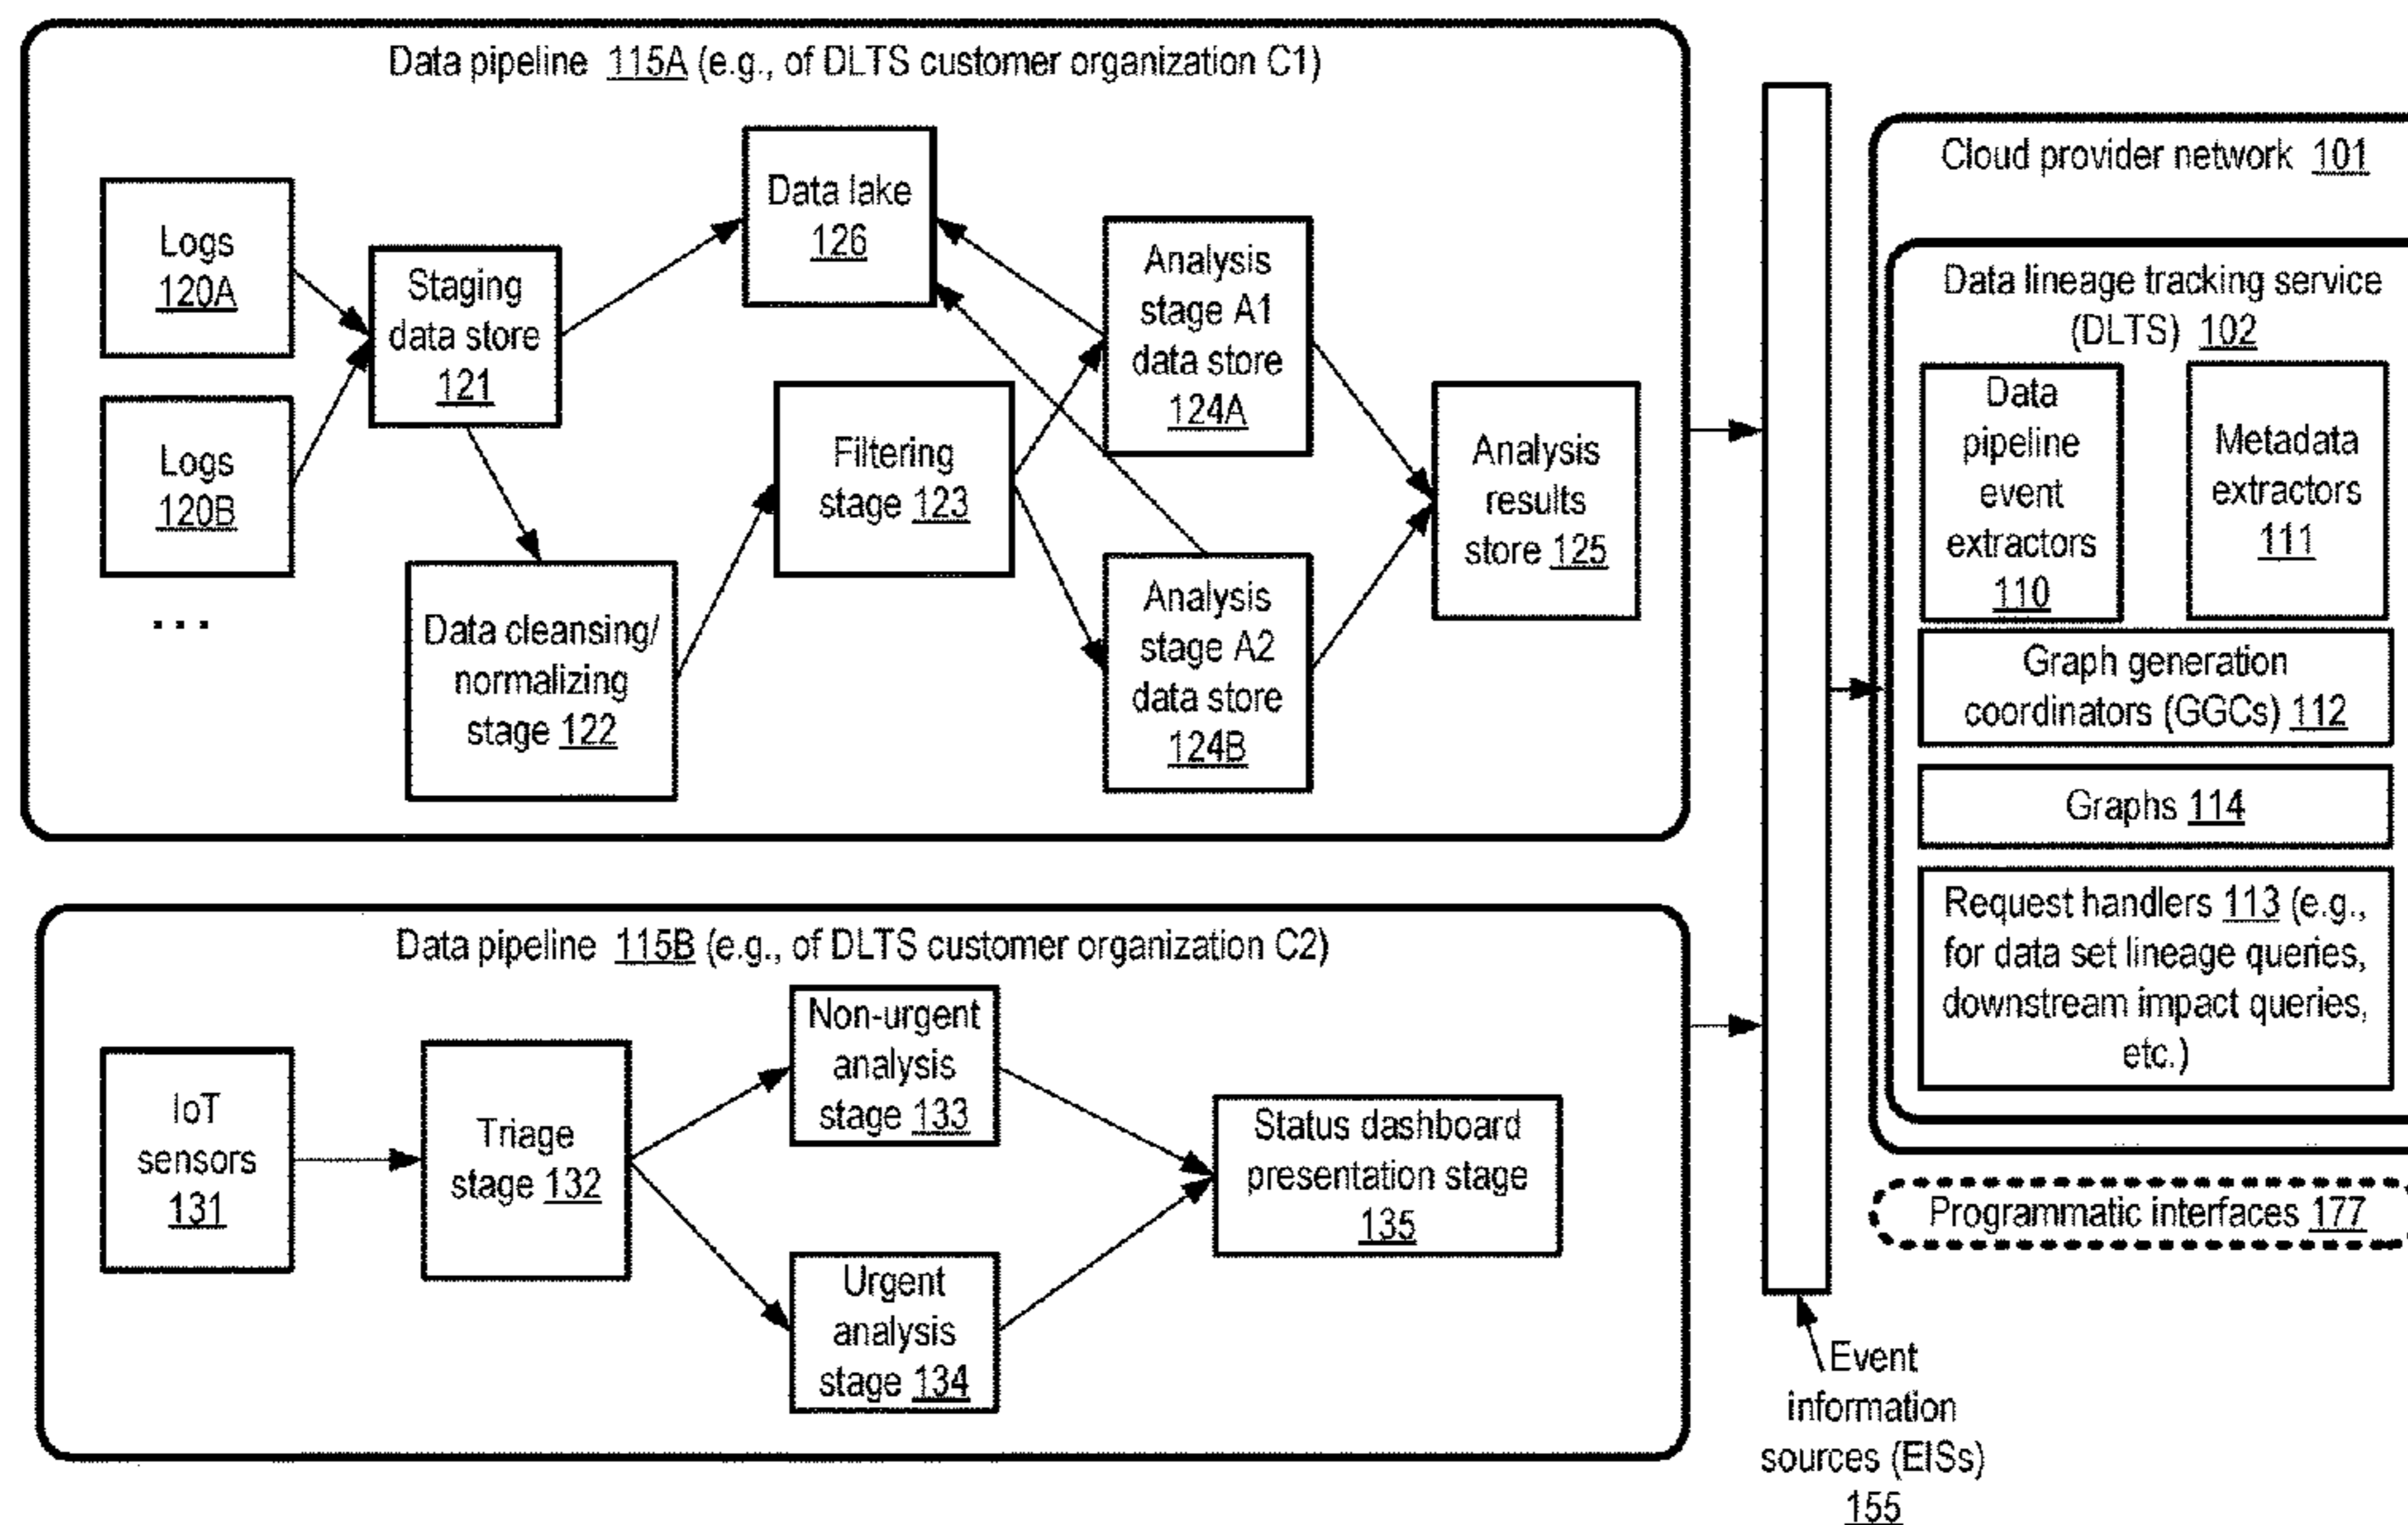 Data pipeline 115A (e.g., of DLTS customer organization C1)
Logs
120A
Logs
120B
...
Staging
data store
121
Data cleansing/
normalizing
stage 122
Data lake
126
Filtering
stage 123
Analysis
stage A1
data store
124A
Analysis
stage A2
data store
124B
Analysis
results
store 125
Data pipeline 115B (e.g., of DLTS customer organization C2)
IoT
sensors
131
Triage
stage 132
Non-urgent
analysis
stage 133
Urgent
analysis
stage 134
Status dashboard
presentation stage
135
Event
information
sources (EISs)
155
Cloud provider network 101
Data lineage tracking service
(DLTS) 102
Data
pipeline
event
extractors
110
Metadata
extractors
111
Graph generation
coordinators (GGCs) 112
Graphs 114
Request handlers 113 (e.g.,
for data set lineage queries,
downstream impact queries,
etc.)
Programmatic interfaces 177